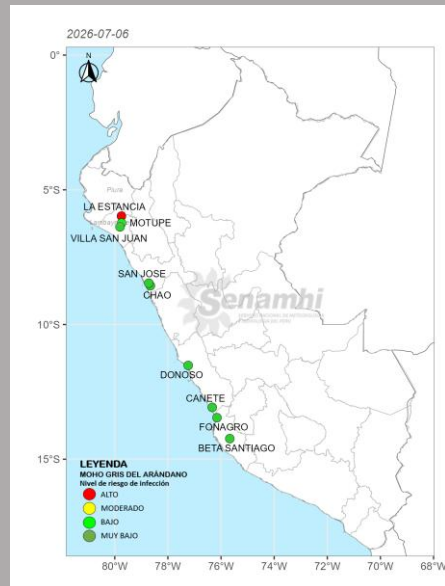 2026-07-06
N
0°
5°S
10°S
15°S
Piura
LA ESTANCIA
MOTUPE
VILLA SAN JUAN
SAN JOSE
CHAO
Senamhi
DONOSO
CANETE
FONAGRO
BETA SANTIAGO
LEYENDA
MOHO GRIS DEL ARÁNDANO
Nivel de riesgo de infección
ALTO
MODERADO
BAJO
MUY BAJO
80°W 78°W 76°W 74°W 72°W 70°W 68°W